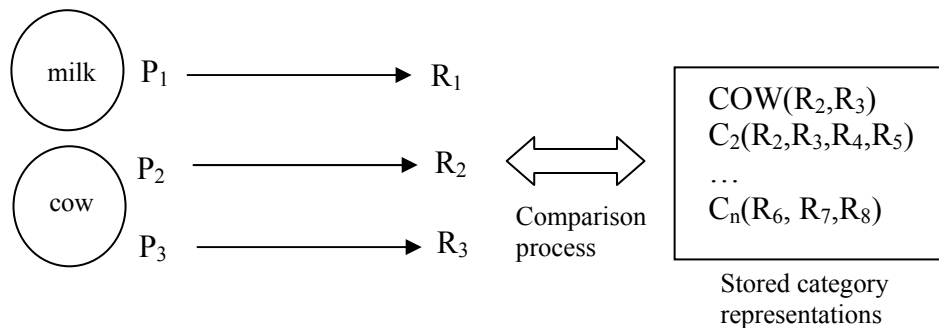 milk
P₁
R₁
cow
P₂
R₂
P₃
R₃
Comparison
process
COW(R₂,R₃)
C₂(R₂,R₃,R₄,R₅)
…
Cₙ(R₆, R₇,R₈)
Stored category
representations